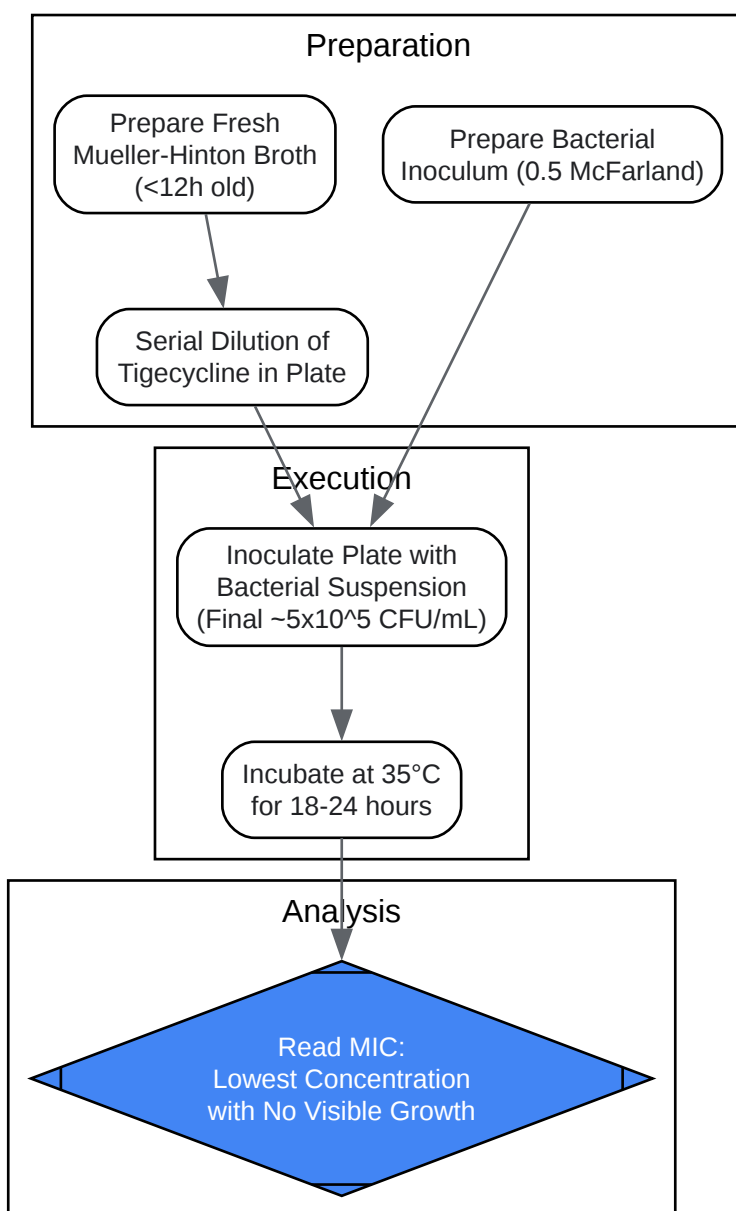 Preparation
Prepare Fresh
Mueller-Hinton Broth
(<12h old)
Prepare Bacterial
Inoculum (0.5 McFarland)
Serial Dilution of
Tigecycline in Plate
Execution
Inoculate Plate with
Bacterial Suspension
(Final ~5x10^5 CFU/mL)
Incubate at 35°C
for 18-24 hours
Analysis
Read MIC:
Lowest Concentration
with No Visible Growth